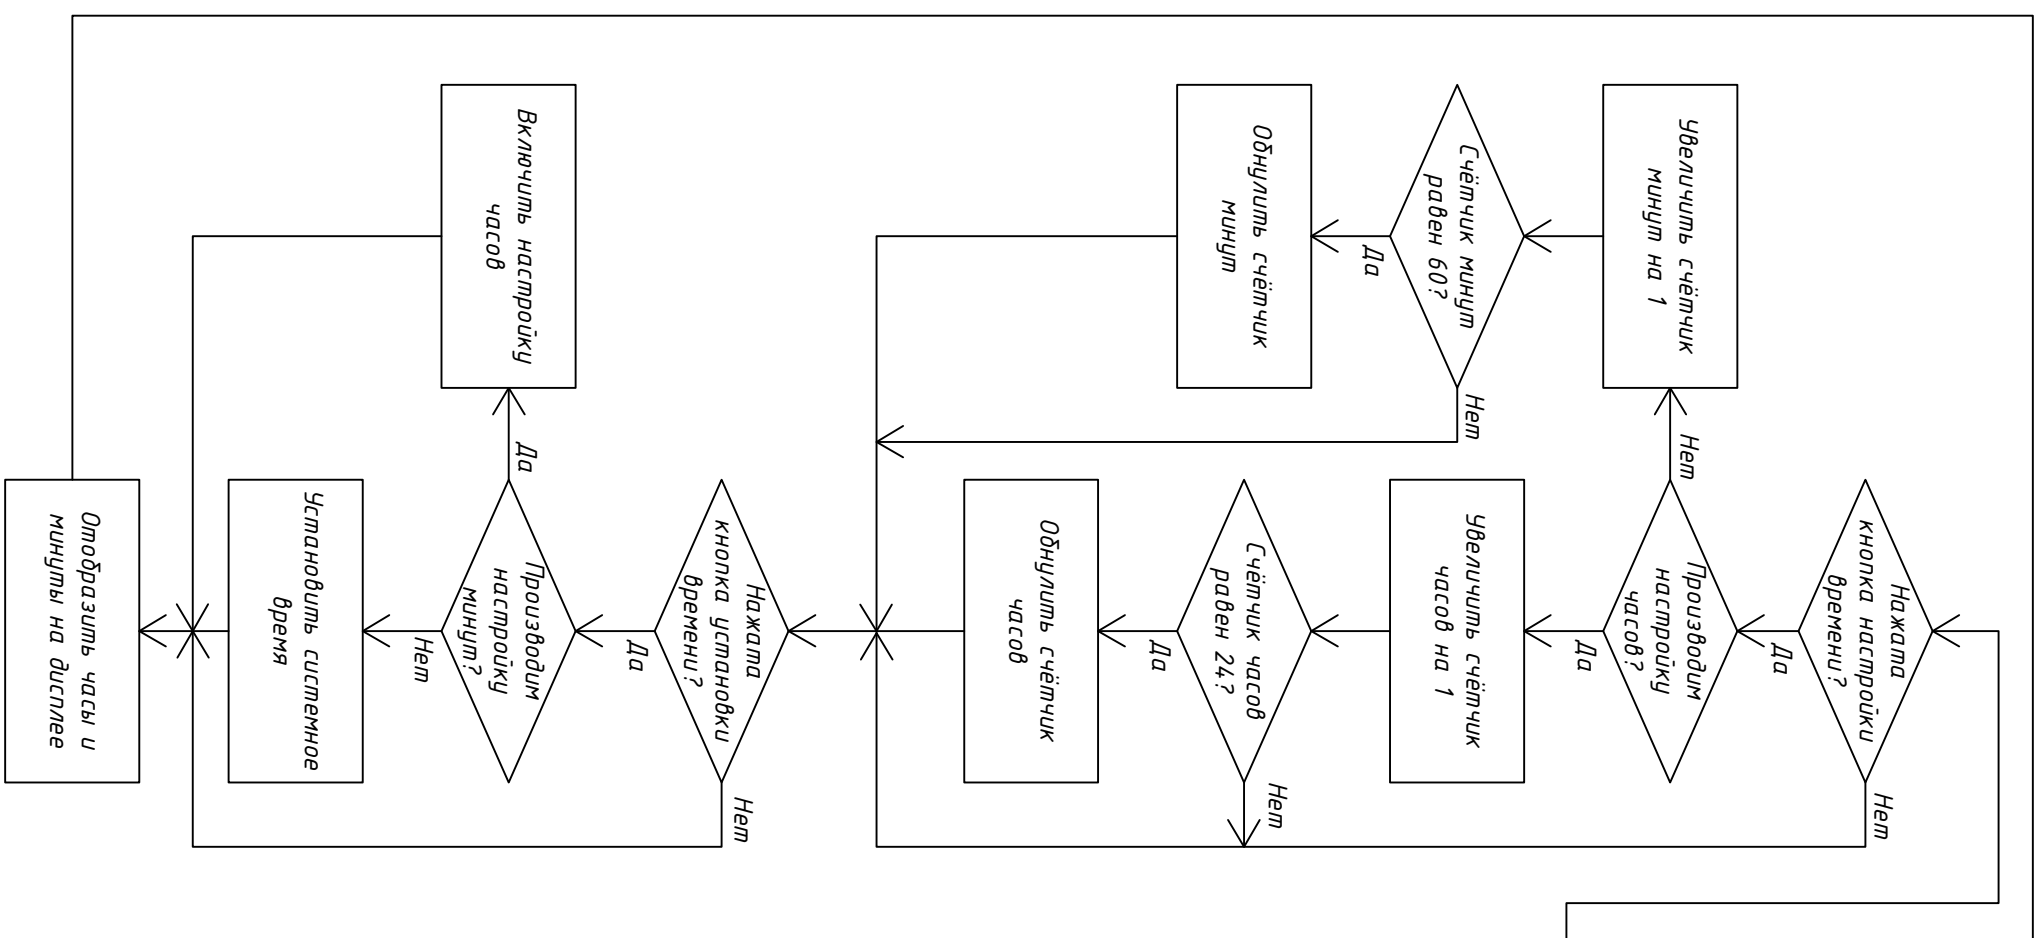 Нажата
кнопка настройки
времени?
Нет
Да
Производим
настройку
часов?
Нет
Да
Увеличить счётчик
минут на 1
Увеличить счётчик
часов на 1
Счётчик минут
равен 60?
Нет
Да
Счётчик часов
равен 24?
Нет
Да
Обнулить счётчик
минут
Обнулить счётчик
часов
Нажата
кнопка установки
времени?
Нет
Да
Производим
настройку
минут?
Да
Нет
Включить настройку
часов
Установить системное
время
Отобразить часы и
минуты на дисплее